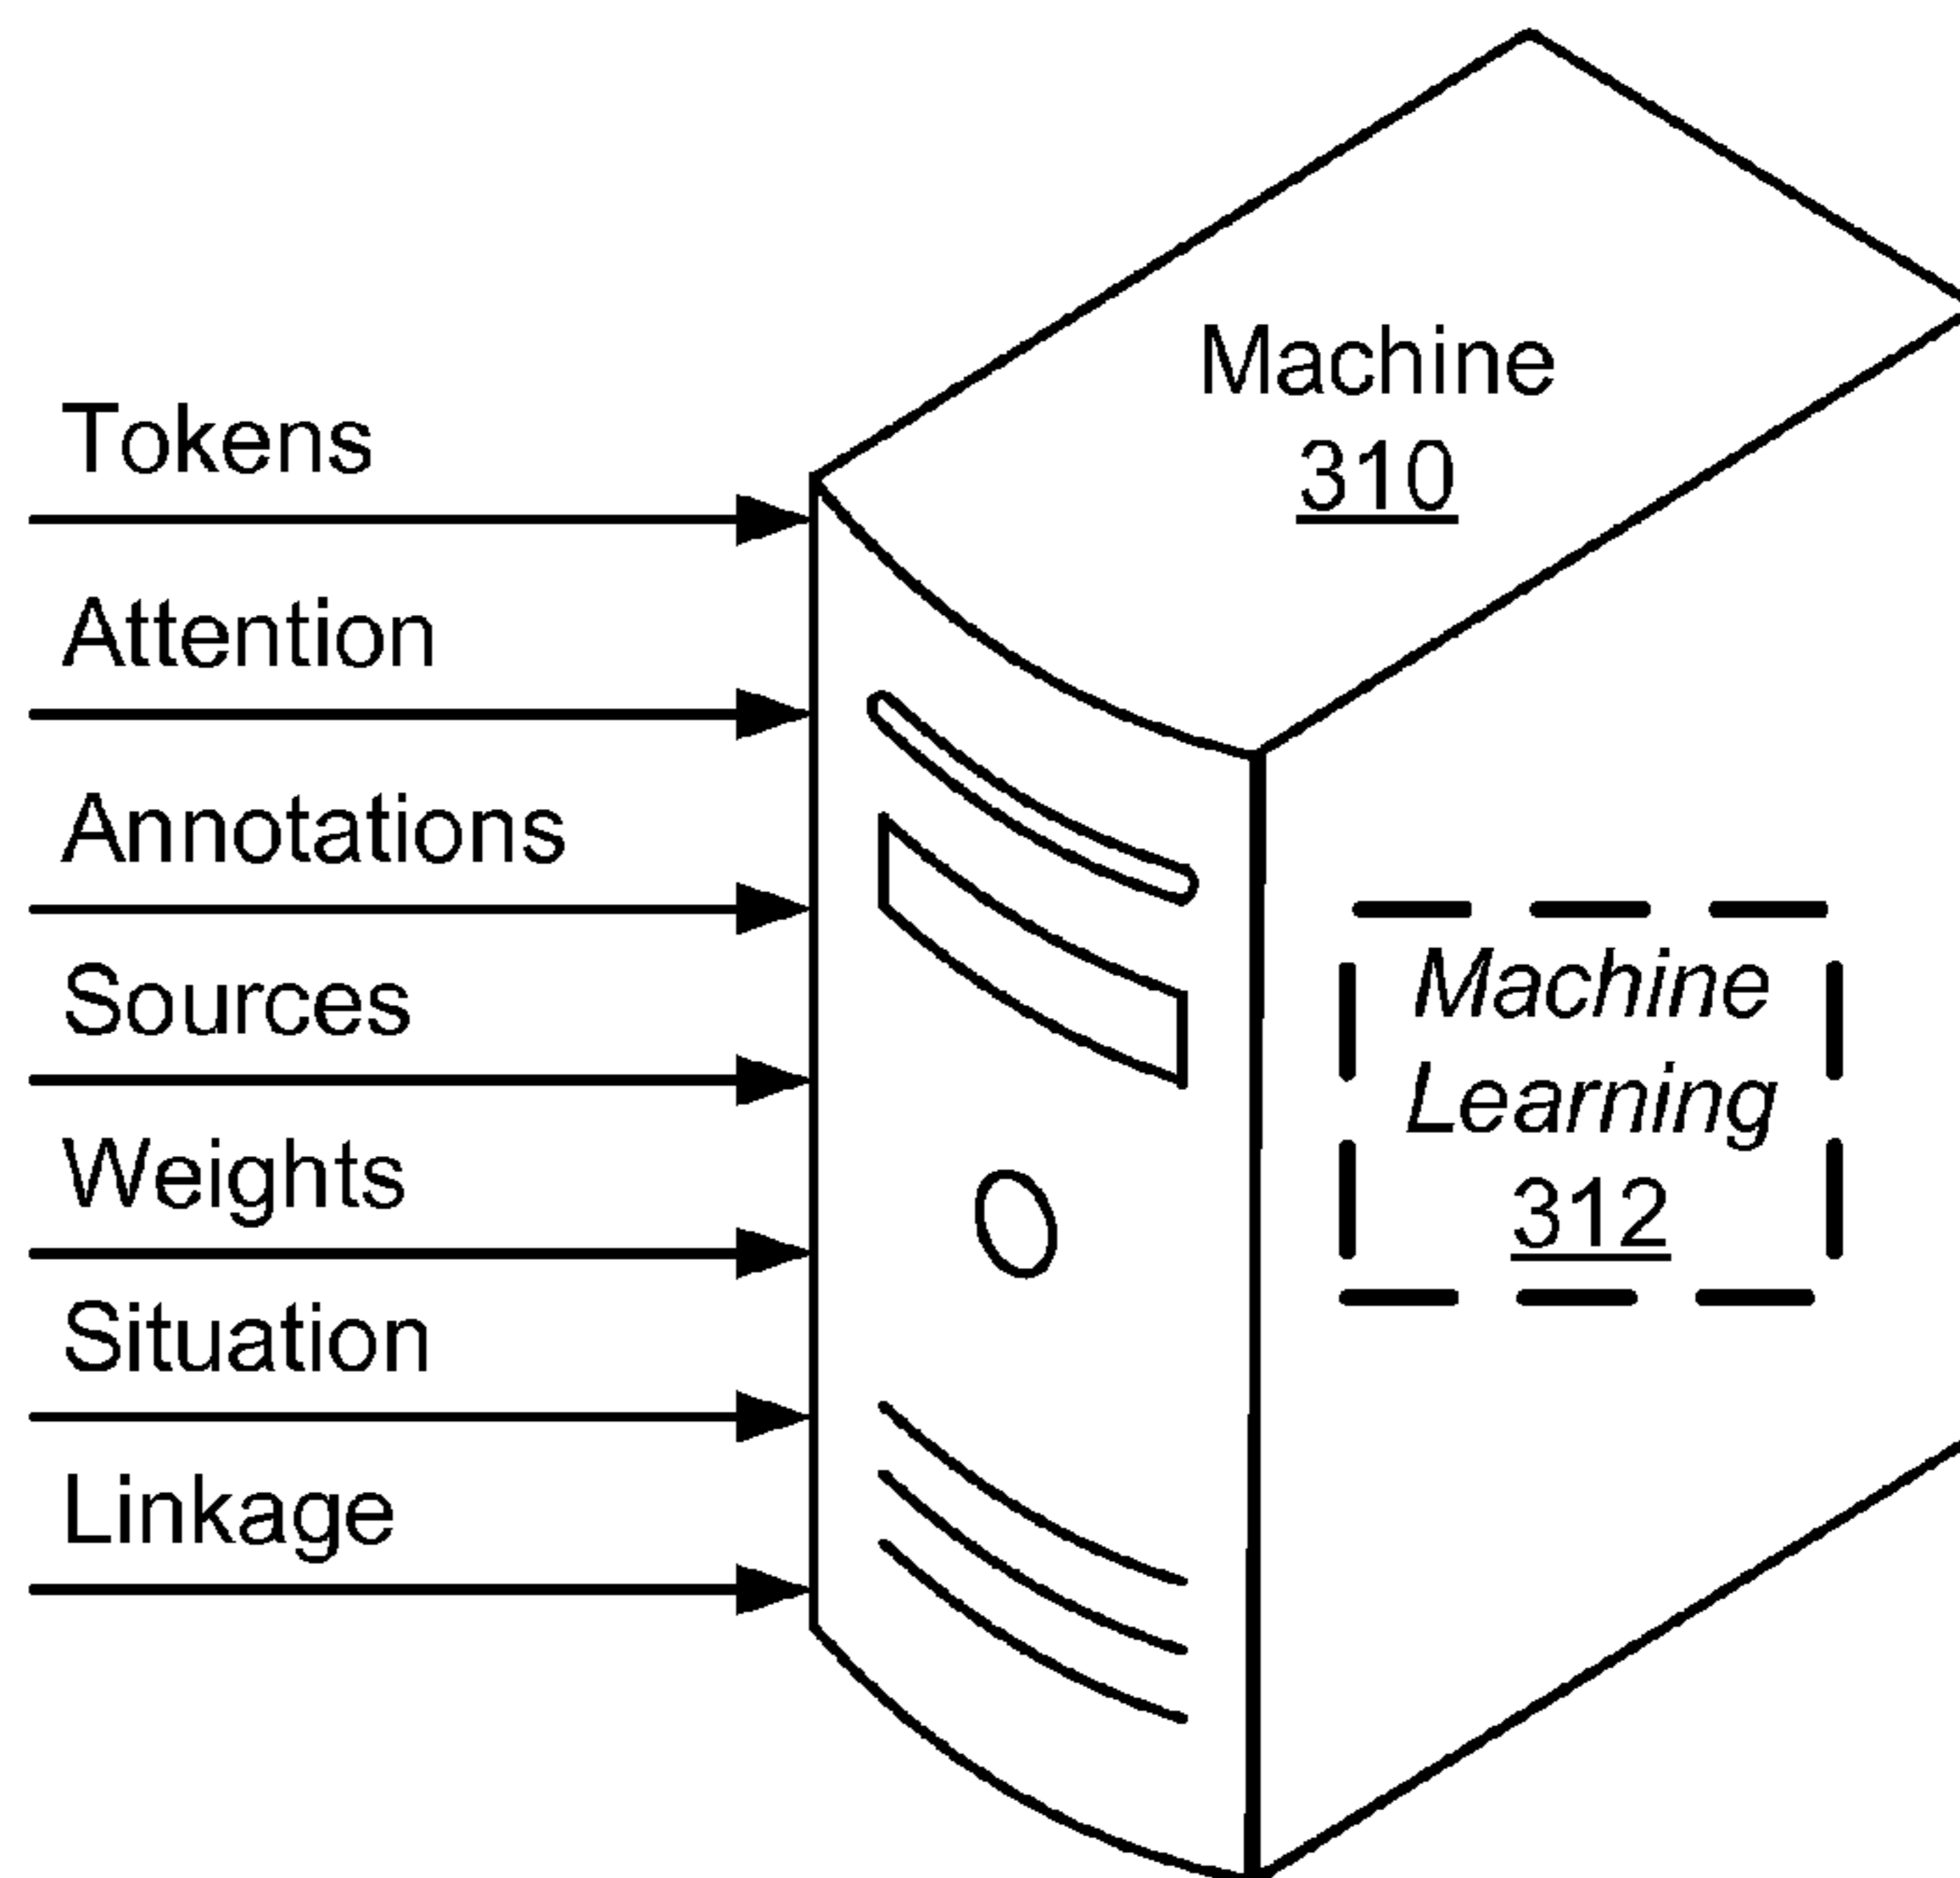 Machine
310
Tokens
Attention
Annotations
Sources
Weights
Situation
Linkage
Machine
Learning
312